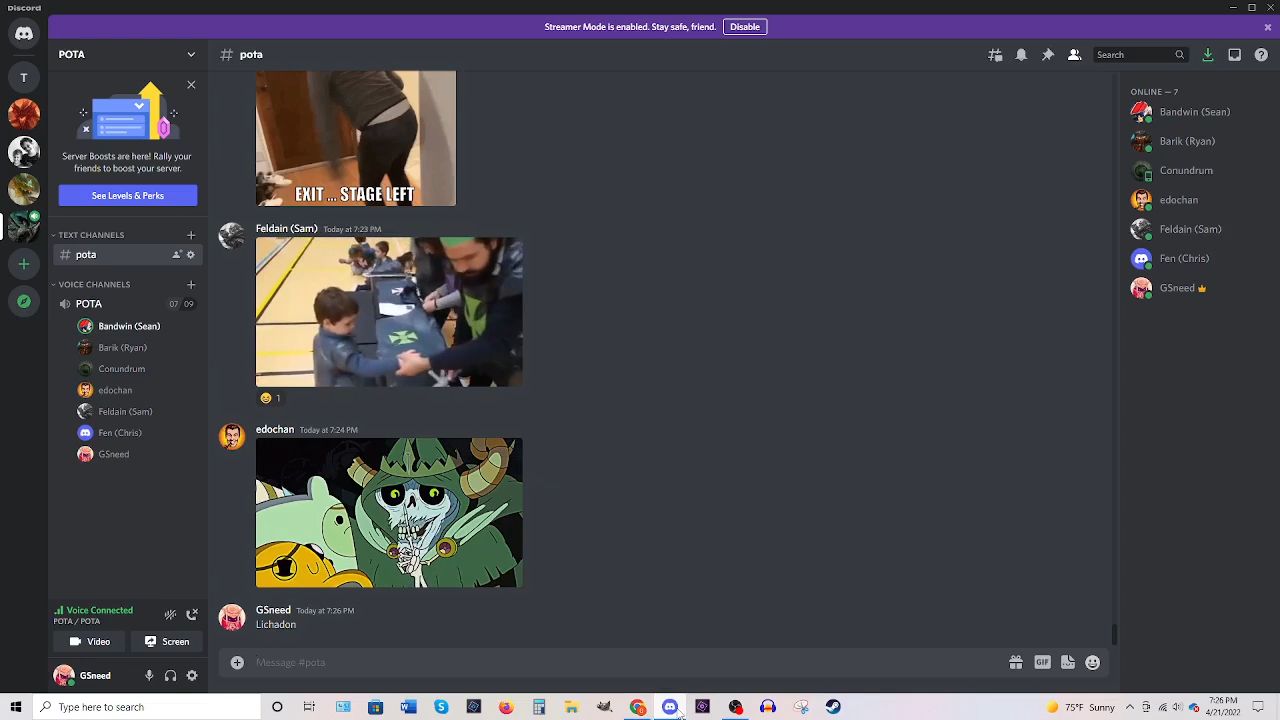 Discord
Streamer Mode is enabled. Stay safe, friend. Disable
POTA
pota
Search
Server Boosts are here! Rally your
friends to boost your server.
See Levels & Perks
TEXT CHANNELS
pota
VOICE CHANNELS
POTA 07 09
Bandwin (Sean)
Barik (Ryan)
Conundrum
edochan
Feldain (Sam)
Fen (Chris)
GSneed
Voice Connected
POTA / POTA
Video
Screen
GSneed
T
EXIT ... STAGE LEFT
Feldain (Sam) Today at 7:23 PM
1
edochan Today at 7:24 PM
GSneed Today at 7:26 PM
Lichadon
Message #pota
GIF
ONLINE — 7
Bandwin (Sean)
Barik (Ryan)
Conundrum
edochan
Feldain (Sam)
Fen (Chris)
GSneed
Type here to search
75°F Sunny
7:26 PM
4/21/2022